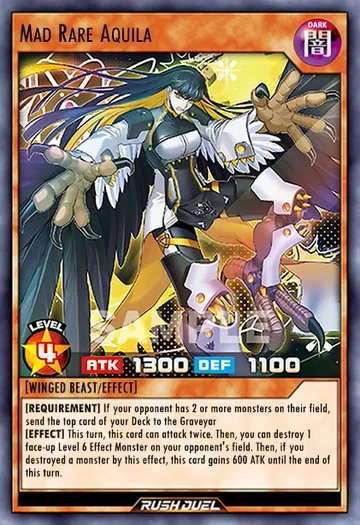 Mad Rare Aquila
DARK
闇
SAMPLE
LEVEL
4
ATK 1300 DEF 1100
[WINGED BEAST/EFFECT]
[REQUIREMENT] If your opponent has 2 or more monsters on their field,
send the top card of your Deck to the Graveyar
[EFFECT] This turn, this card can attack twice. Then, you can destroy 1
face-up Level 6 Effect Monster on your opponent's field. Then, if you
destroyed a monster by this effect, this card gains 600 ATK until the end of
this turn.
RUSH DUEL